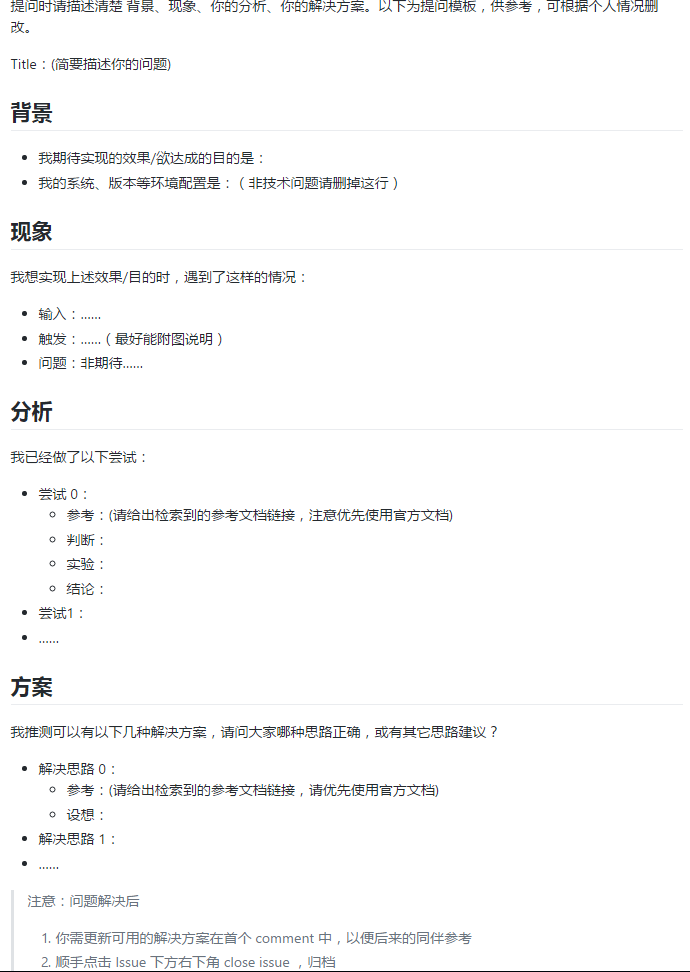 提问时请描述清楚 背景、现象、你的分析、你的解决方案。以下为提问模板，供参考，可根据个人情况删
改。
Title：(简要描述你的问题)
背景
我期待实现的效果/欲达成的目的是：
我的系统、版本等环境配置是：（非技术问题请删掉这行）
现象
我想实现上述效果/目的时，遇到了这样的情况：
输入：......
触发：......（最好能附图说明）
问题：非期待......
分析
我已经做了以下尝试：
尝试 0：
参考：(请给出检索到的参考文档链接，注意优先使用官方文档)
判断：
实验：
结论：
尝试1：
......
方案
我推测可以有以下几种解决方案，请问大家哪种思路正确，或有其它思路建议？
解决思路 0：
参考：(请给出检索到的参考文档链接，请优先使用官方文档)
设想：
解决思路 1：
......
注意：问题解决后
1. 你需更新可用的解决方案在首个 comment 中，以便后来的同伴参考
2. 顺手点击 Issue 下方右下角 close issue ，归档